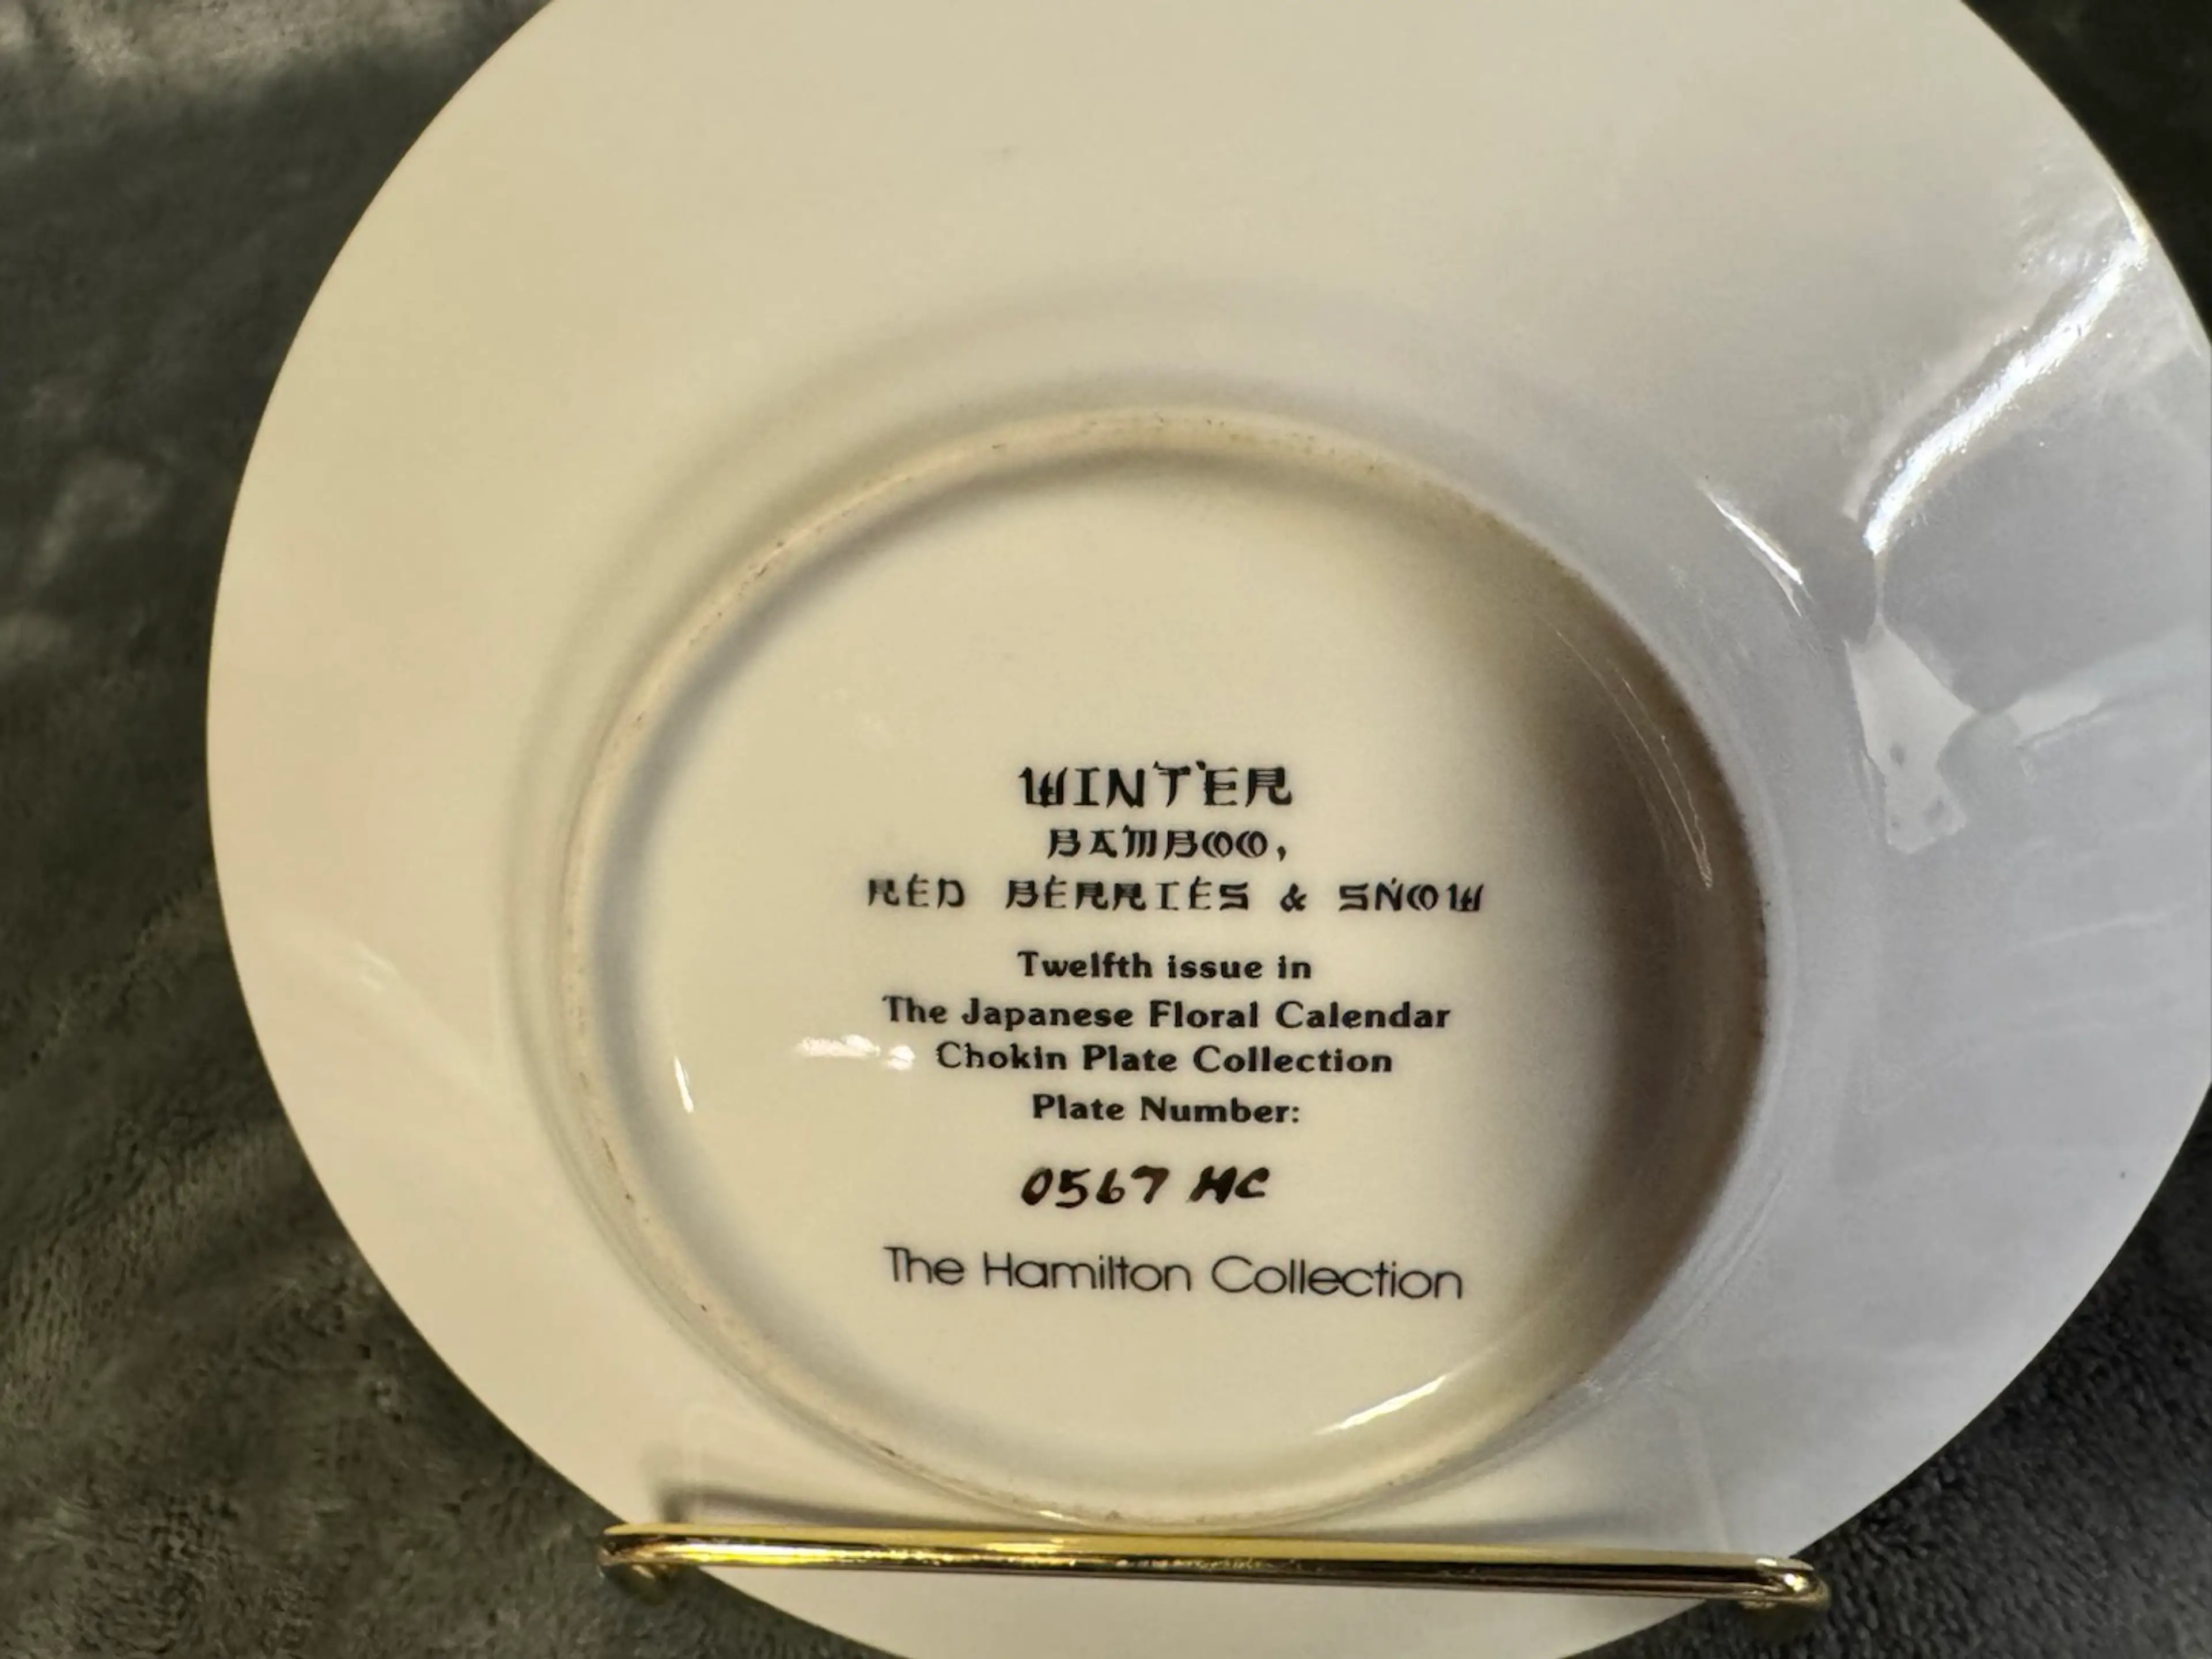 WINTER
BAMBOO,
RED BERRIES & SNOW
Twelfth issue in
The Japanese Floral Calendar
Chokin Plate Collection
Plate Number:
0567 HC
The Hamilton Collection